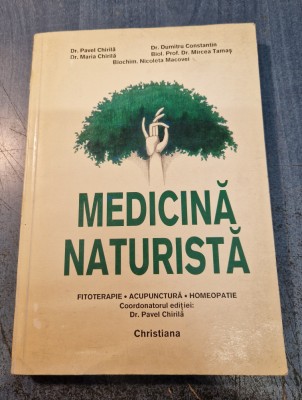 Dr. Pavel Chirilă
Dr. Dumitru Constantin
Dr. Maria Chirilă
Biol. Prof. Dr. Mircea Tamaş
Biochim. Nicoleta Macovei
MEDICINĂ
NATURISTĂ
FITOTERAPIE • ACUPUNCTURĂ • HOMEOPATIE
Coordonatorul ediţiei:
Dr. Pavel Chirilă
Christiana